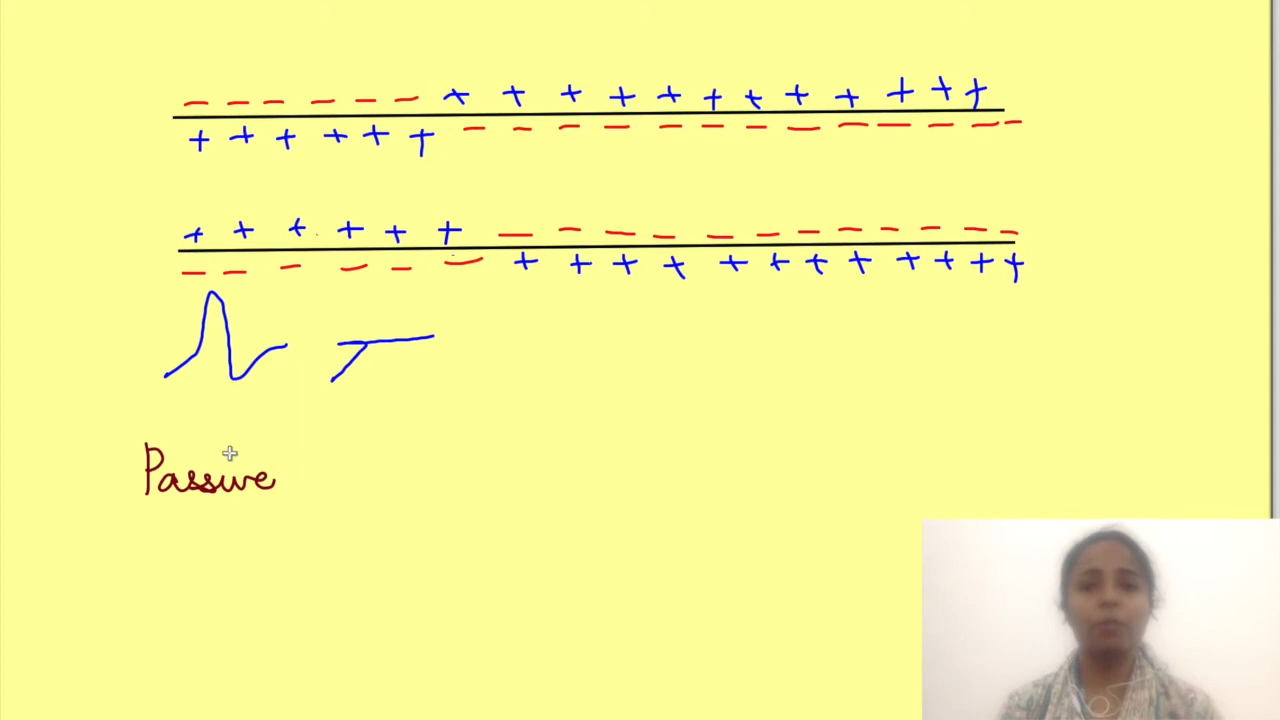 - - - - - - + + + + + + + + + + + +
+ + + + + + - - - - - - - - - - - - -
+ + + + + + - - - - - - - - - - - -
- - - - - - + + + + + + + + + + + +
Passive